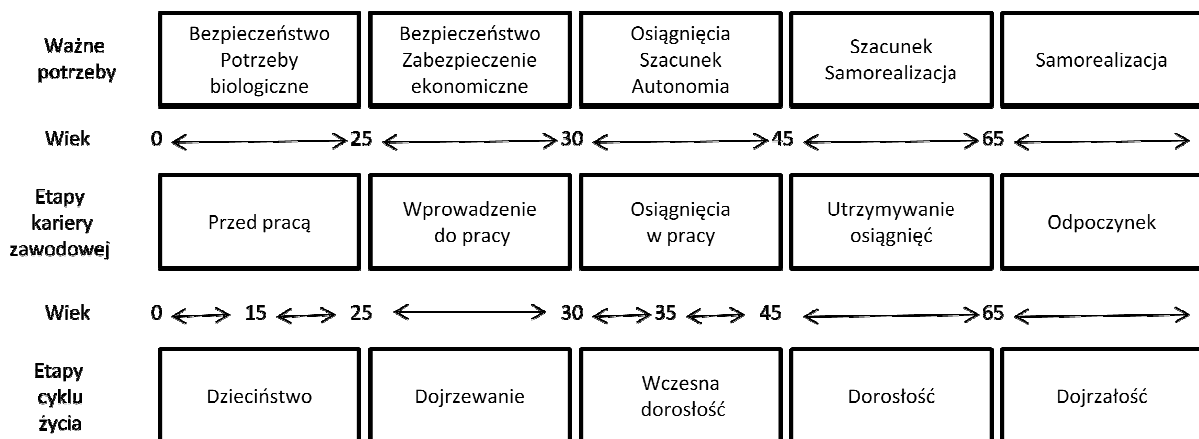 Ważne
potrzeby
Bezpieczeństwo
Potrzeby
biologiczne
Bezpieczeństwo
Zabezpieczenie
ekonomiczne
Osiągnięcia
Szacunek
Autonomia
Szacunek
Samorealizacja
Samorealizacja
Wiek 0 25 30 45 65
Etapy
kariery
zawodowej
Przed pracą
Wprowadzenie
do pracy
Osiągnięcia
w pracy
Utrzymywanie
osiągnięć
Odpoczynek
Wiek 0 15 25 30 35 45 65
Etapy
cyklu
życia
Dzieciństwo
Dojrzewanie
Wczesna
dorosłość
Dorosłość
Dojrzałość